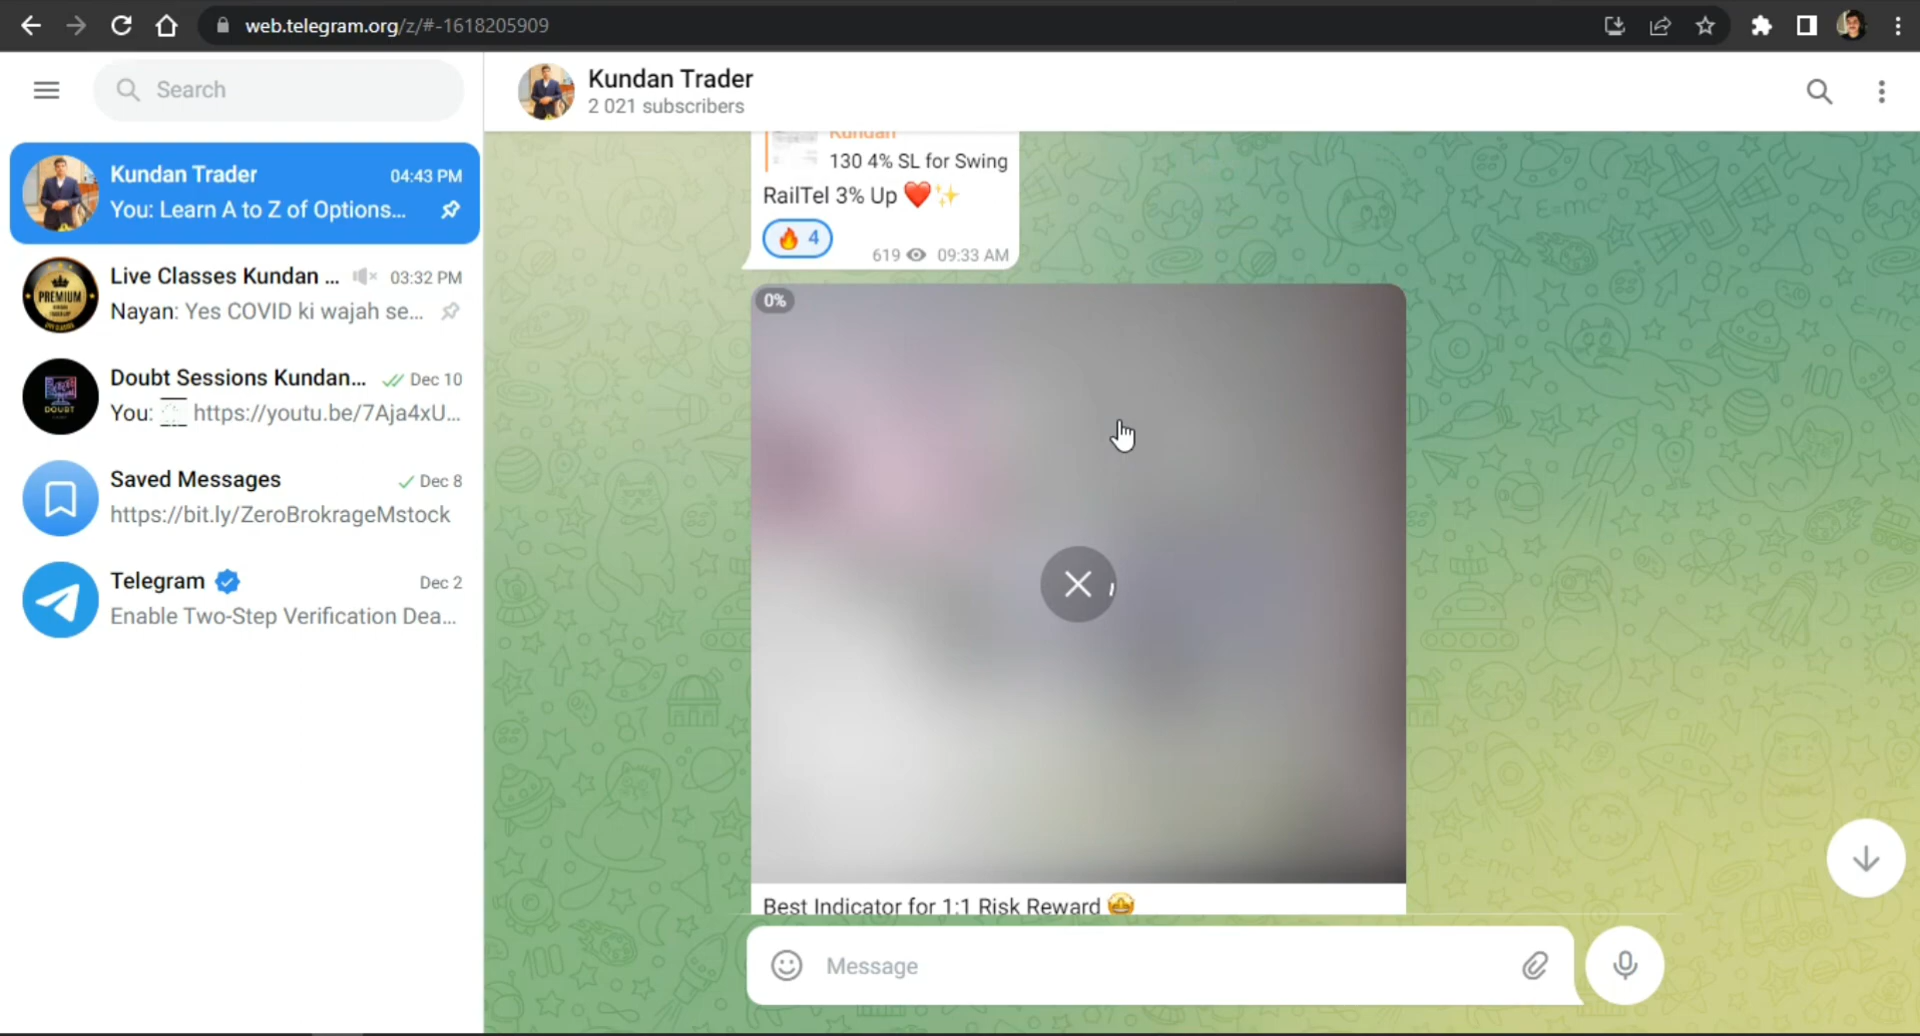 web.telegram.org/z/#-1618205909
Search
Kundan Trader
2 021 subscribers
Kundan Trader 04:43 PM
You: Learn A to Z of Options...
Live Classes Kundan ... 03:32 PM
PREMIUM
Nayan: Yes COVID ki wajah se...
Doubt Sessions Kundan... Dec 10
DOUBT
You: https://youtu.be/7Aja4xU...
Saved Messages Dec 8
https://bit.ly/ZeroBrokrageMstock
Telegram Dec 2
Enable Two-Step Verification Dea...
Kundan
130 4% SL for Swing
RailTel 3% Up ❤️✨
🔥 4
619 09:33 AM
0%
Best Indicator for 1:1 Risk Reward 🤩
Message